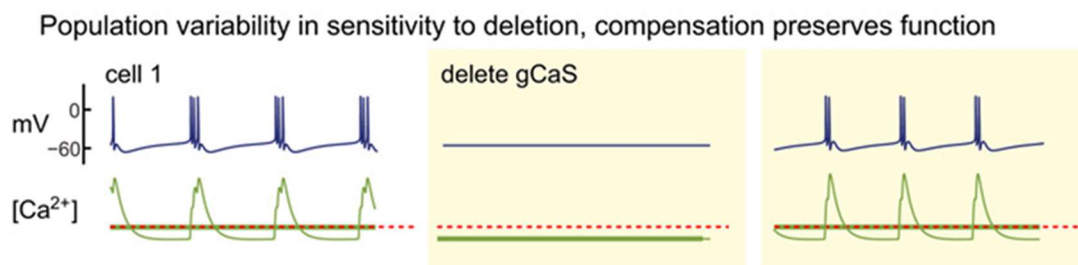 Population variability in sensitivity to deletion, compensation preserves function
cell 1
delete gCaS
0
mV
−60
[Ca²⁺]